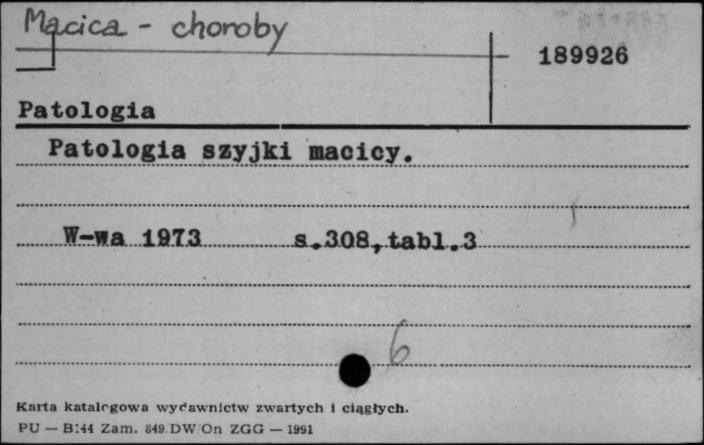 Macica - choroby
189926
Patologia
Patologia szyjki macicy.
W-wa 1973 s.308,tabl.3
6
Karta katalogowa wydawnictw zwartych i ciągłych.
PU — B144 Zam. 849 DW/On ZGG — 1991